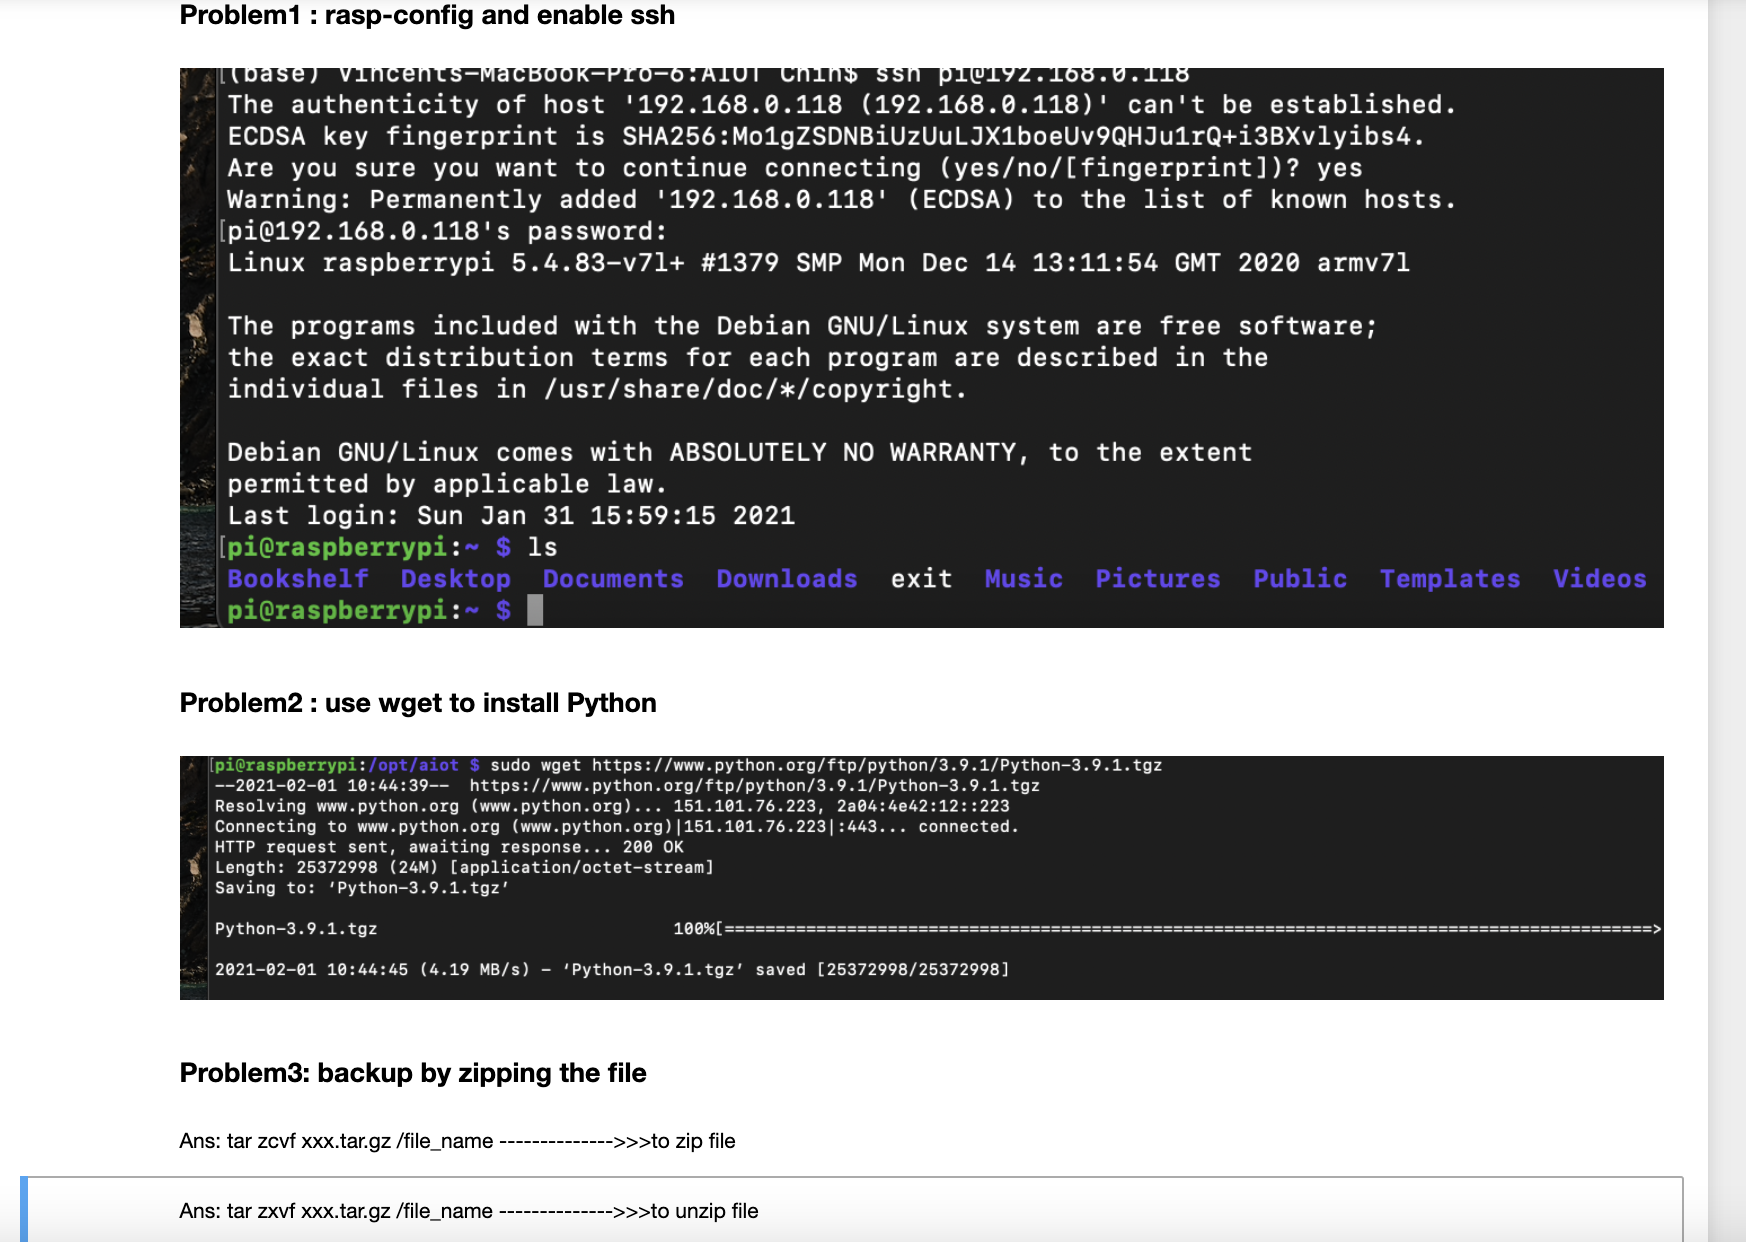 Problem1 : rasp-config and enable ssh
[(base) Vincents-MacBook-Pro-6:AIOT Chin$ ssh pi@192.168.0.118
The authenticity of host '192.168.0.118 (192.168.0.118)' can't be established.
ECDSA key fingerprint is SHA256:Mo1gZSDNBiUzUuLJX1boeUv9QHJu1rQ+i3BXvlyibs4.
Are you sure you want to continue connecting (yes/no/[fingerprint])? yes
Warning: Permanently added '192.168.0.118' (ECDSA) to the list of known hosts.
[pi@192.168.0.118's password:
Linux raspberrypi 5.4.83-v7l+ #1379 SMP Mon Dec 14 13:11:54 GMT 2020 armv7l
The programs included with the Debian GNU/Linux system are free software;
the exact distribution terms for each program are described in the
individual files in /usr/share/doc/*/copyright.
Debian GNU/Linux comes with ABSOLUTELY NO WARRANTY, to the extent
permitted by applicable law.
Last login: Sun Jan 31 15:59:15 2021
[pi@raspberrypi:~ $ ls
Bookshelf Desktop Documents Downloads exit Music Pictures Public Templates Videos
pi@raspberrypi:~ $
Problem2 : use wget to install Python
[pi@raspberrypi:/opt/aiot $ sudo wget https://www.python.org/ftp/python/3.9.1/Python-3.9.1.tgz
--2021-02-01 10:44:39-- https://www.python.org/ftp/python/3.9.1/Python-3.9.1.tgz
Resolving www.python.org (www.python.org)... 151.101.76.223, 2a04:4e42:12::223
Connecting to www.python.org (www.python.org)|151.101.76.223|:443... connected.
HTTP request sent, awaiting response... 200 OK
Length: 25372998 (24M) [application/octet-stream]
Saving to: ‘Python-3.9.1.tgz’
Python-3.9.1.tgz 100%[===========================================================================================>
2021-02-01 10:44:45 (4.19 MB/s) - ‘Python-3.9.1.tgz’ saved [25372998/25372998]
Problem3: backup by zipping the file
Ans: tar zcvf xxx.tar.gz /file_name -------------->>>to zip file
Ans: tar zxvf xxx.tar.gz /file_name -------------->>>to unzip file